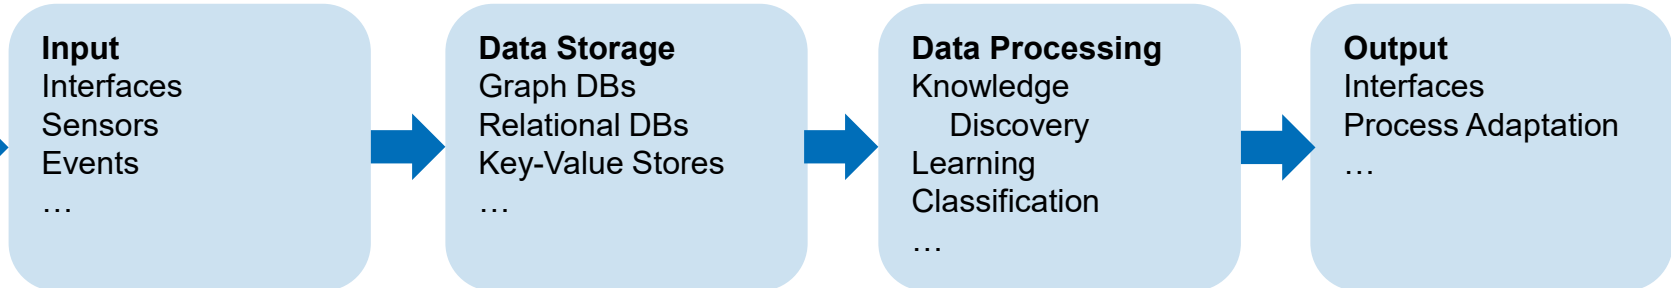 Input
Interfaces
Sensors
Events
…
Data Storage
Graph DBs
Relational DBs
Key-Value Stores
…
Data Processing
Knowledge
Discovery
Learning
Classification
…
Output
Interfaces
Process Adaptation
…